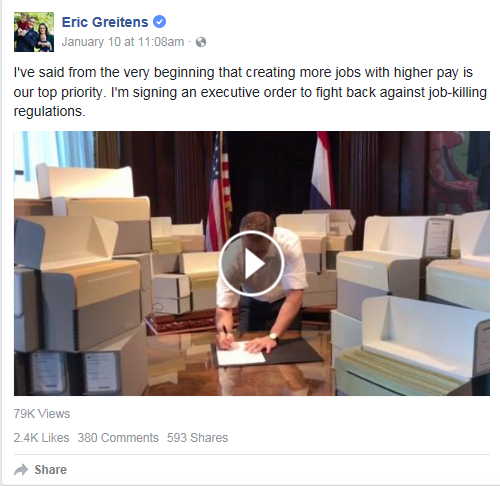 Eric Greitens
January 10 at 11:08am ·
I've said from the very beginning that creating more jobs with higher pay is
our top priority. I'm signing an executive order to fight back against job-killing
regulations.
79K Views
2.4K Likes 380 Comments 593 Shares
Share